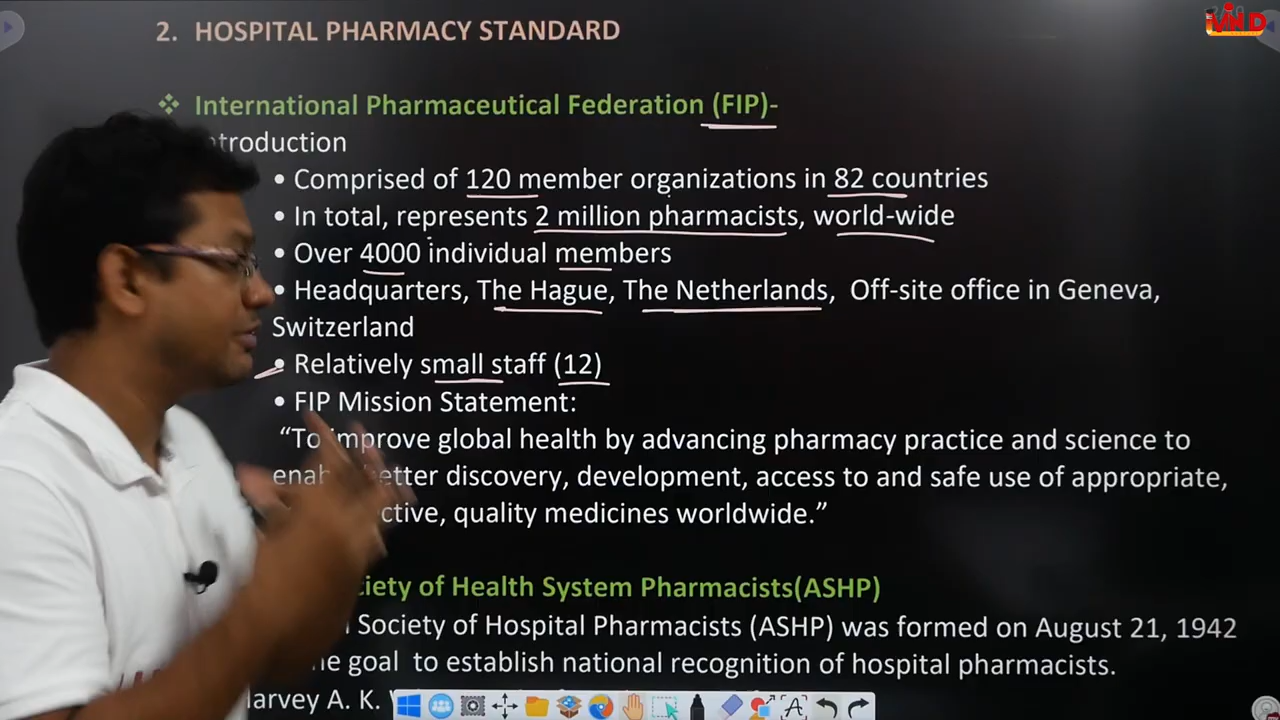 2. HOSPITAL PHARMACY STANDARD
ViND
❖ International Pharmaceutical Federation (FIP)-
troduction
• Comprised of 120 member organizations in 82 countries
• In total, represents 2 million pharmacists, world-wide
• Over 4000 individual members
• Headquarters, The Hague, The Netherlands, Off-site office in Geneva,
Switzerland
• Relatively small staff (12)
• FIP Mission Statement:
“To improve global health by advancing pharmacy practice and science to
etter discovery, development, access to and safe use of appropriate,
ctive, quality medicines worldwide.”
ciety of Health System Pharmacists(ASHP)
Society of Hospital Pharmacists (ASHP) was formed on August 21, 1942
goal to establish national recognition of hospital pharmacists.
arvey A. K.